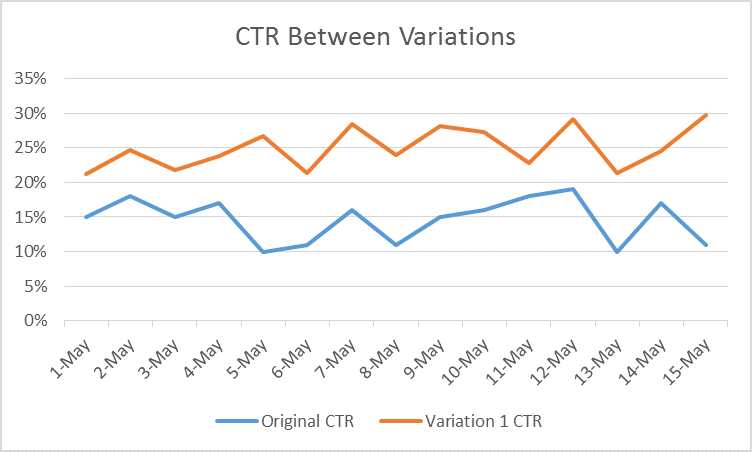 CTR Between Variations
35%
30%
25%
20%
15%
10%
5%
0%
1-May
2-May
3-May
4-May
5-May
6-May
7-May
8-May
9-May
10-May
11-May
12-May
13-May
14-May
15-May
Original CTR Variation 1 CTR